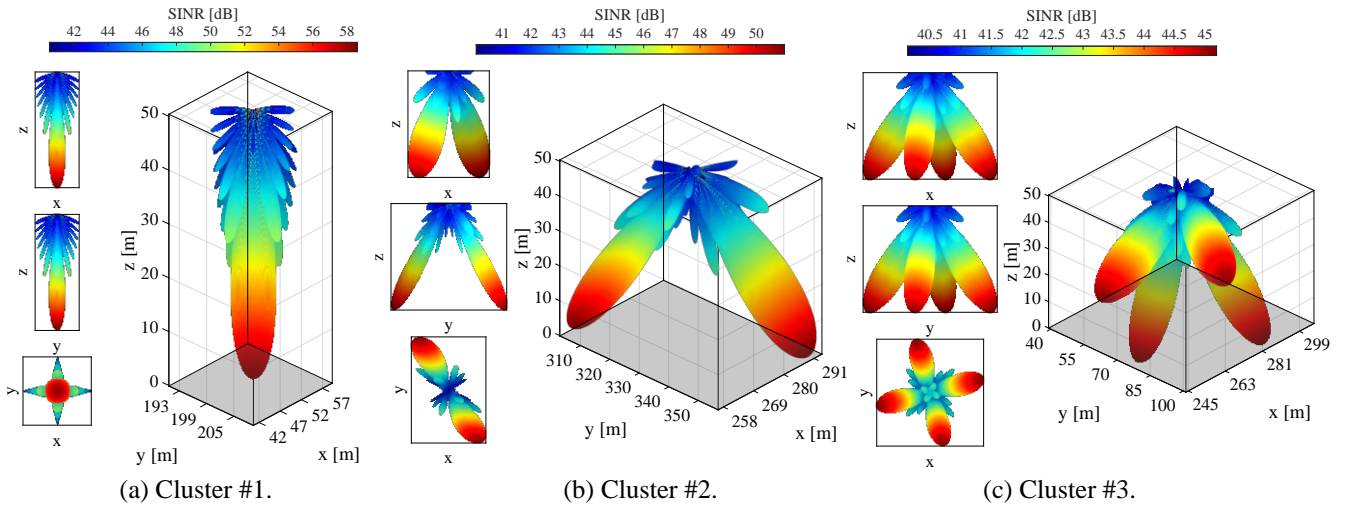 SINR [dB]
42 44 46 48 50 52 54 56 58
z
x
z
y
y
x
z [m]
50
40
30
20
10
0
193
199
205
y [m]
42
47
52
57
x [m]
(a) Cluster #1.
SINR [dB]
41 42 43 44 45 46 47 48 49 50
z
x
z
y
y
x
z [m]
50
40
30
20
10
0
310
320
330
340
350
y [m]
258
269
280
291
x [m]
(b) Cluster #2.
SINR [dB]
40.5 41 41.5 42 42.5 43 43.5 44 44.5 45
z
x
z
y
y
x
z [m]
50
40
30
20
10
0
40
55
70
85
100
y [m]
245
263
281
299
x [m]
(c) Cluster #3.